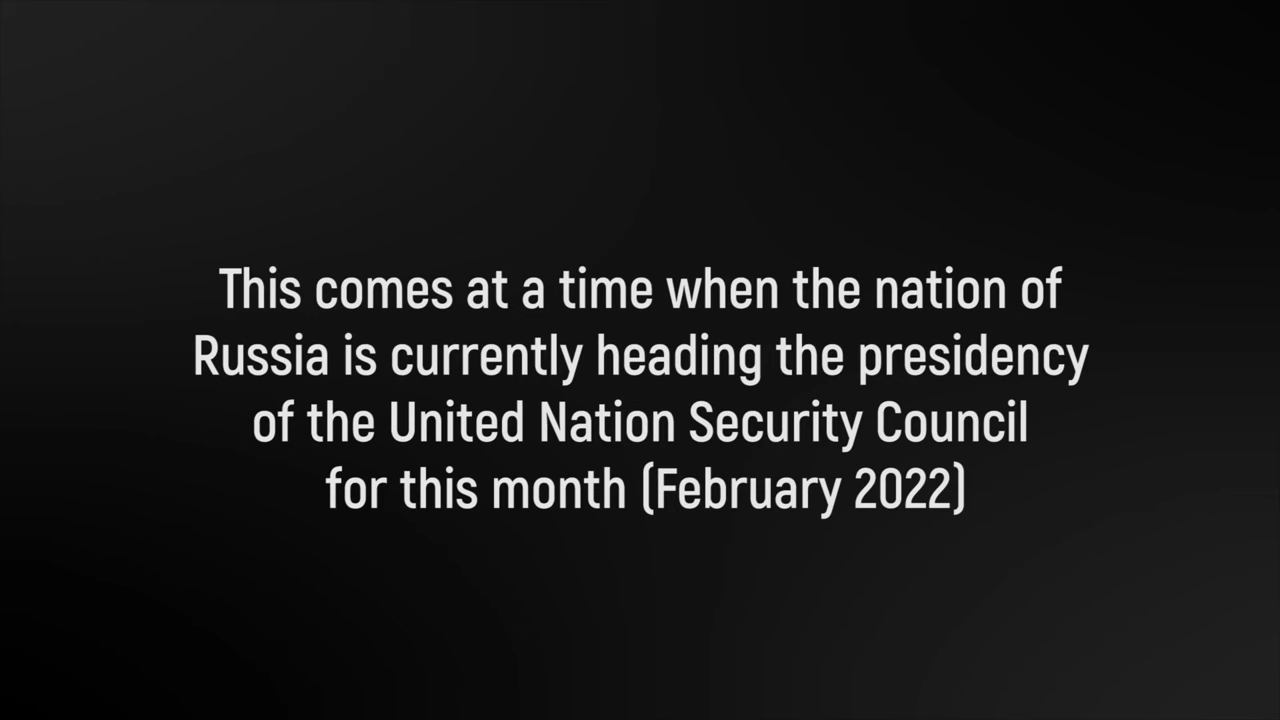 This comes at a time when the nation of
Russia is currently heading the presidency
of the United Nation Security Council
for this month (February 2022)